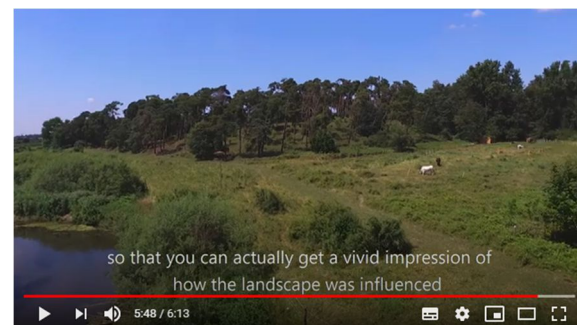 so that you can actually get a vivid impression of
how the landscape was influenced
5:48 / 6:13